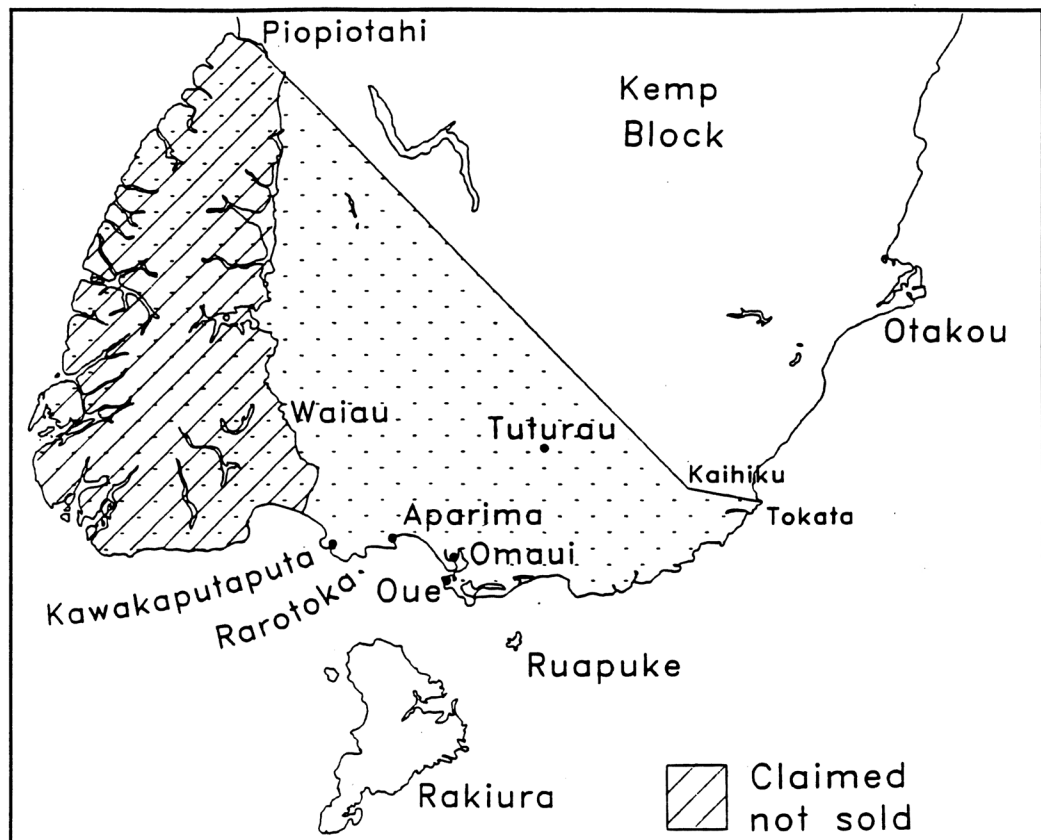 Piopiotahi
Kemp
Block
Otakou
Waiau
Tuturau
Kaihiku
Tokata
Aparima
Omaui
Kawakaputaputa
Oue
Rarotoka
Ruapuke
Rakiura
Claimed
not sold